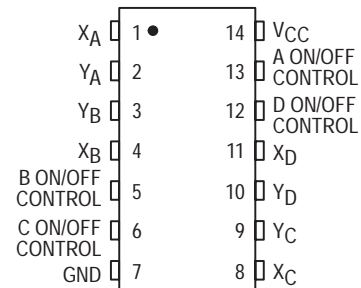 XA 1 14 VCC
YA 2 13 A ON/OFF CONTROL
YB 3 12 D ON/OFF CONTROL
XB 4 11 XD
B ON/OFF CONTROL 5 10 YD
C ON/OFF CONTROL 6 9 YC
GND 7 8 XC